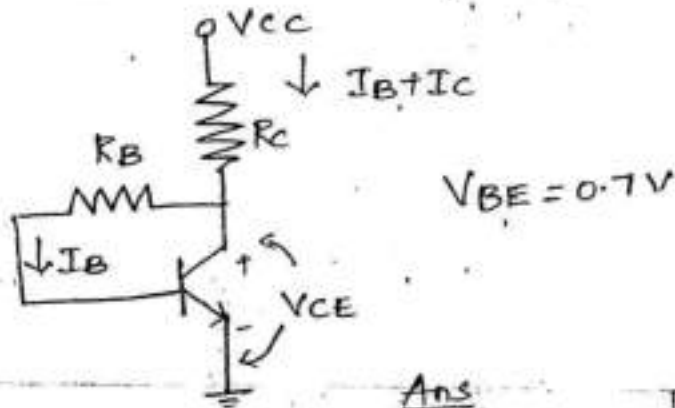 VCC
IB+IC
RB
RC
VBE = 0.7V
IB
+
VCE
-
Ans